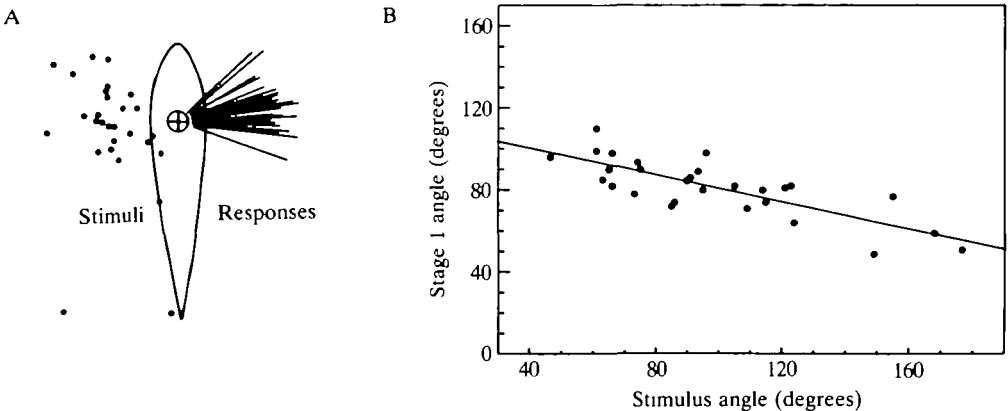 A
Stimuli
Responses
B
Stage 1 angle (degrees)
160
120
80
40
0
40
80
120
160
Stimulus angle (degrees)